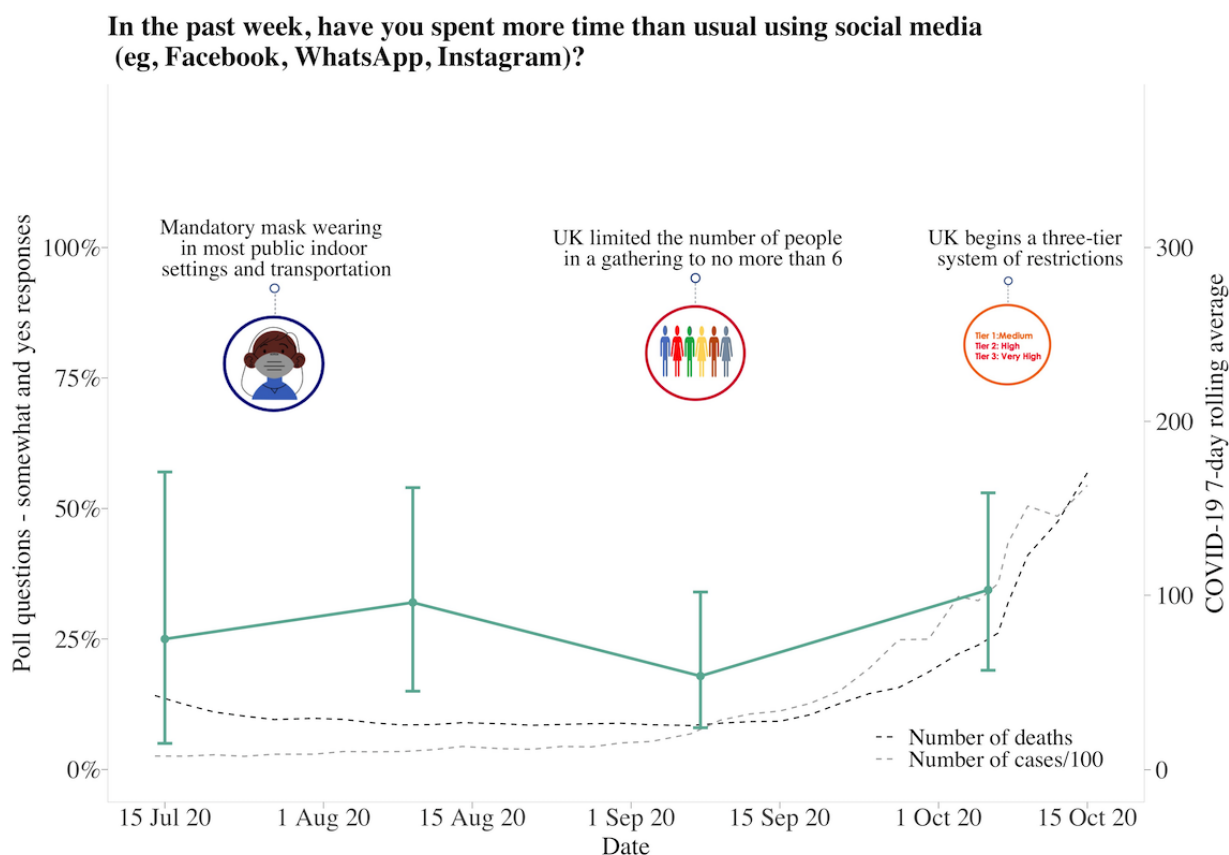 In the past week, have you spent more time than usual using social media
(eg, Facebook, WhatsApp, Instagram)?
Mandatory mask wearing
in most public indoor
settings and transportation
UK limited the number of people
in a gathering to no more than 6
UK begins a three-tier
system of restrictions
Tier 1:Medium
Tier 2: High
Tier 3: Very High
Poll questions - somewhat and yes responses
100%
75%
50%
25%
0%
300
200
100
0
COVID-19 7-day rolling average
Number of deaths
Number of cases/100
15 Jul 20
1 Aug 20
15 Aug 20
1 Sep 20
15 Sep 20
1 Oct 20
15 Oct 20
Date